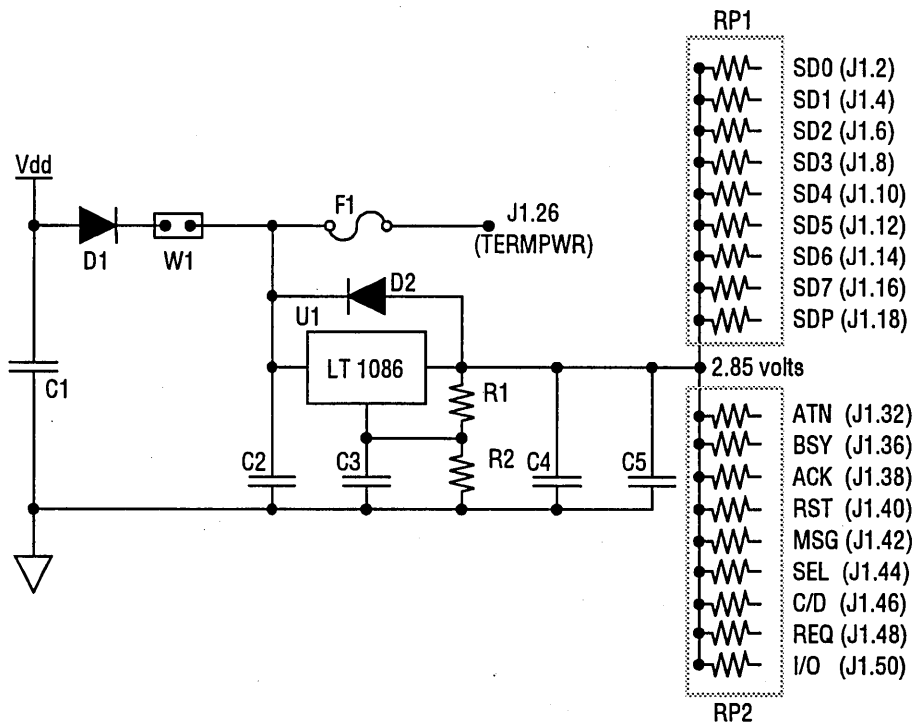 RP1
SD0 (J1.2)
SD1 (J1.4)
SD2 (J1.6)
SD3 (J1.8)
SD4 (J1.10)
SD5 (J1.12)
SD6 (J1.14)
SD7 (J1.16)
SDP (J1.18)
Vdd
D1
W1
F1
J1.26
(TERMPWR)
D2
U1
LT 1086
C1
R1
R2
C2
C3
C4
C5
2.85 volts
ATN (J1.32)
BSY (J1.36)
ACK (J1.38)
RST (J1.40)
MSG (J1.42)
SEL (J1.44)
C/D (J1.46)
REQ (J1.48)
I/O (J1.50)
RP2